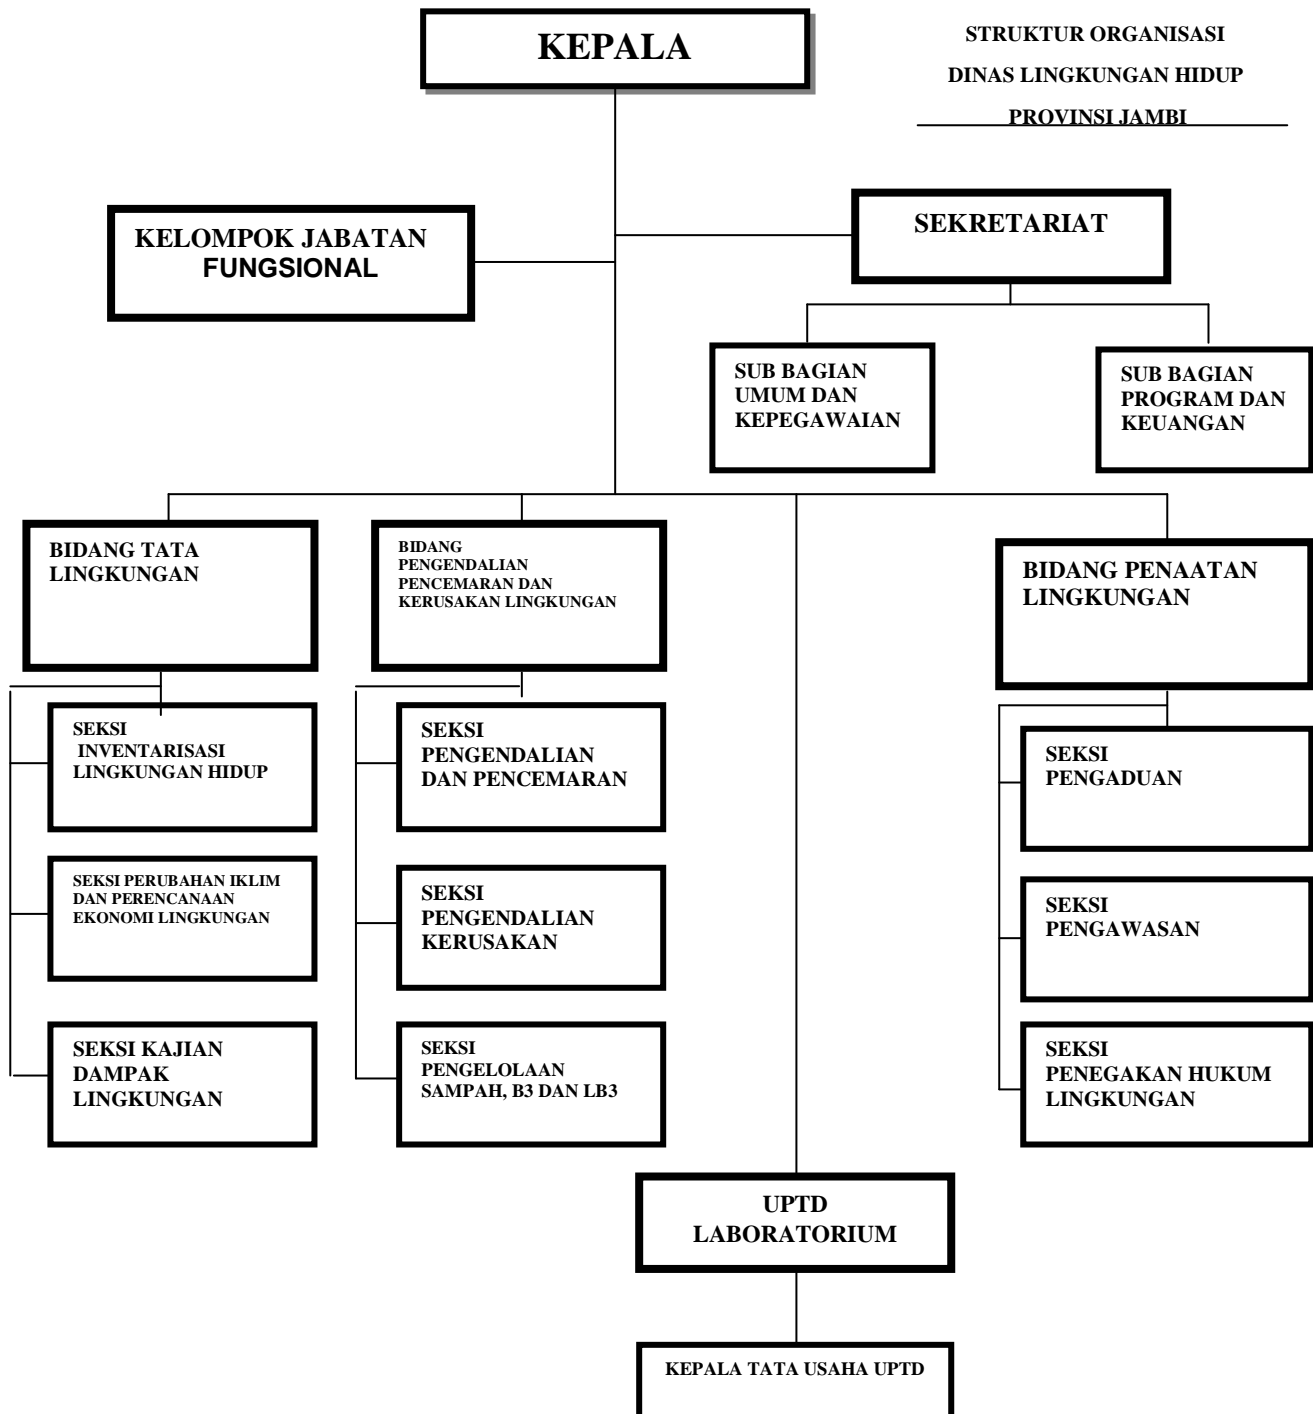 KEPALA
STRUKTUR ORGANISASI
DINAS LINGKUNGAN HIDUP
PROVINSI JAMBI
KELOMPOK JABATAN
FUNGSIONAL
SEKRETARIAT
SUB BAGIAN
UMUM DAN
KEPEGAWAIAN
SUB BAGIAN
PROGRAM DAN
KEUANGAN
BIDANG TATA
LINGKUNGAN
BIDANG
PENGENDALIAN
PENCEMARAN DAN
KERUSAKAN LINGKUNGAN
BIDANG PENAATAN
LINGKUNGAN
SEKSI
INVENTARISASI
LINGKUNGAN HIDUP
SEKSI PERUBAHAN IKLIM
DAN PERENCANAAN
EKONOMI LINGKUNGAN
SEKSI KAJIAN
DAMPAK
LINGKUNGAN
SEKSI
PENGENDALIAN
DAN PENCEMARAN
SEKSI
PENGENDALIAN
KERUSAKAN
SEKSI
PENGELOLAAN
SAMPAH, B3 DAN LB3
SEKSI
PENGADUAN
SEKSI
PENGAWASAN
SEKSI
PENEGAKAN HUKUM
LINGKUNGAN
UPTD
LABORATORIUM
KEPALA TATA USAHA UPTD